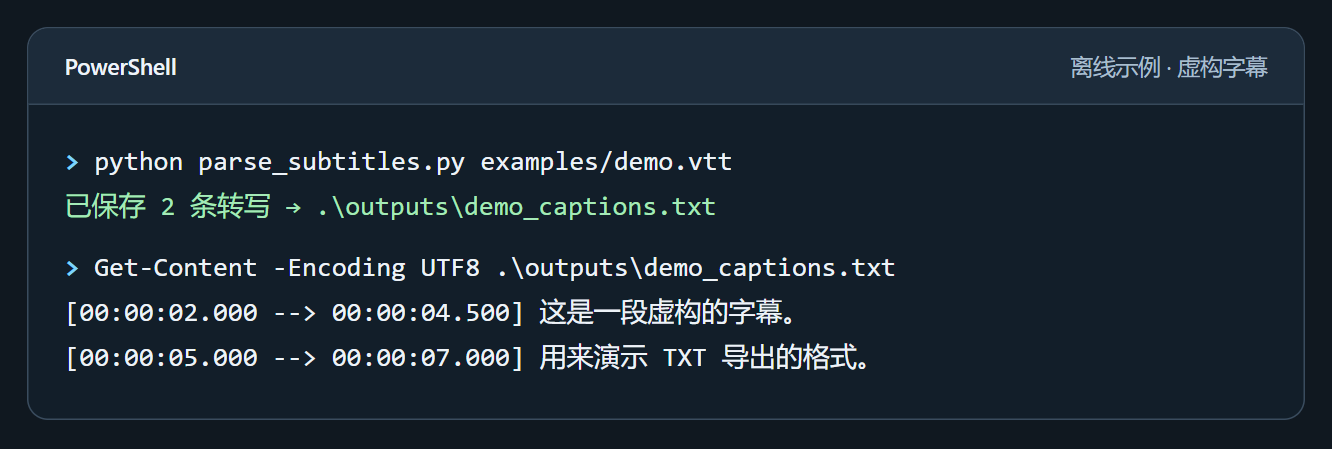 PowerShell
离线示例 · 虚构字幕
> python parse_subtitles.py examples/demo.vtt
已保存 2 条转写 → .\outputs\demo_captions.txt
> Get-Content -Encoding UTF8 .\outputs\demo_captions.txt
[00:00:02.000 --> 00:00:04.500] 这是一段虚构的字幕。
[00:00:05.000 --> 00:00:07.000] 用来演示 TXT 导出的格式。